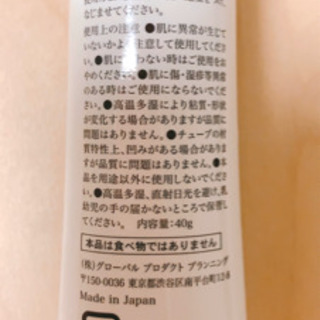 なじませてください。
使用上の注意 ●肌に異常が生じて
いないかよく注意して使用してくださ
い。●肌に合わない時はご使用をお
やめください。●肌に傷・湿疹等異常
のある時はご使用にならないでくださ
い。●高温多湿により粘質・形状
が変化する場合がありますが品質に
問題はありません。●チューブの材
質特性上、凹みがある場合があり
ますが品質に問題はありません。●本
品を用途以外に使用しないでくださ
い。●高温多湿、直射日光を避け、乳
幼児の手の届かないところで保管し
てください。 内容量:40g
本品は食べ物ではありません
(株)グローバル プロダクト プランニング
〒150-0036 東京都渋谷区南平台町
Made in Japan